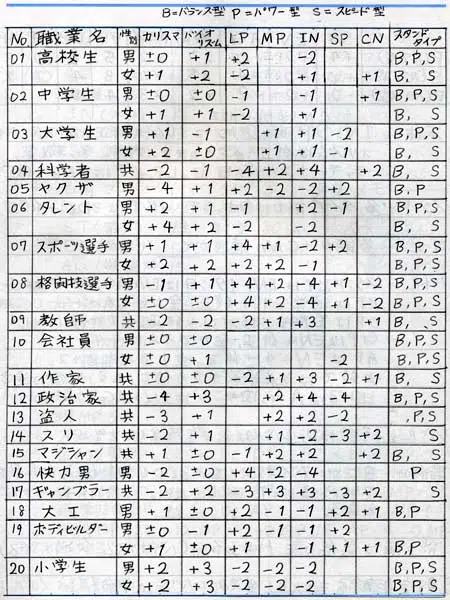 B=バランス型 P=パワー型 S=スピード型
No 職業名 性別 カリスマ バイオリズム LP MP IN SP CN スタンドタイプ
01 高校生 男 ±0 +1 +2 -2 B,P,S
女 +1 +2 -2 +1 +1 B, S
02 中学生 男 ±0 ±0 -1 -1 +1 B,P,S
女 +1 +1 -2 +1 B, S
03 大学生 男 +1 -1 +1 +1 -2 B,P,S
女 +2 ±0 +1 +1 -1 B, S
04 科学者 共 -2 -1 -4 +2 +4 +2 B, S
05 ヤクザ 男 -4 +1 +2 -2 -2 +2 B,P
06 タレント 男 +2 +1 -1 +2 -1 B,P,S
女 +4 +2 -2 -2 B, S
07 スポーツ選手 男 +1 +1 +4 +1 -2 +2 B,P,S
女 +2 +2 +2 +2 -1 B,P,S
08 格闘技選手 男 -1 +1 +4 +2 -4 +1 -2 B,P,S
女 ±0 ±0 +4 +2 -4 +1 -2 B,P,S
09 教師 共 -2 -2 -2 +1 +3 +1 B, S
10 会社員 男 ±0 ±0 B,P,S
女 ±0 +1 -2 B,P,S
11 作家 共 ±0 ±0 -2 +1 +3 -2 +1 B, S
12 政治家 共 -4 +3 +2 +4 -4 B,P,S
13 盗人 共 -3 +1 +2 +2 -2 ,P,S
14 スリ 共 -2 +1 +1 -2 -3 +2 S
15 マジシャン 共 +1 ±0 -1 +2 +2 +2 B, S
16 快力男 男 -2 ±0 +4 -2 -4 P
17 ギャンブラー 共 -2 +2 -3 +3 +3 -3 +2 S
18 大工 男 +1 ±0 +2 -1 -1 +2 +1 B,P
19 ボディビルダー 男 ±0 -1 +2 -1 -1 +2
女 +1 ±0 +1 -1 +1 +1 B,P
20 小学生 男 +2 +3 -2 -2 -2 B,P,S
女 +2 +3 -2 -2 -2 B,P,S